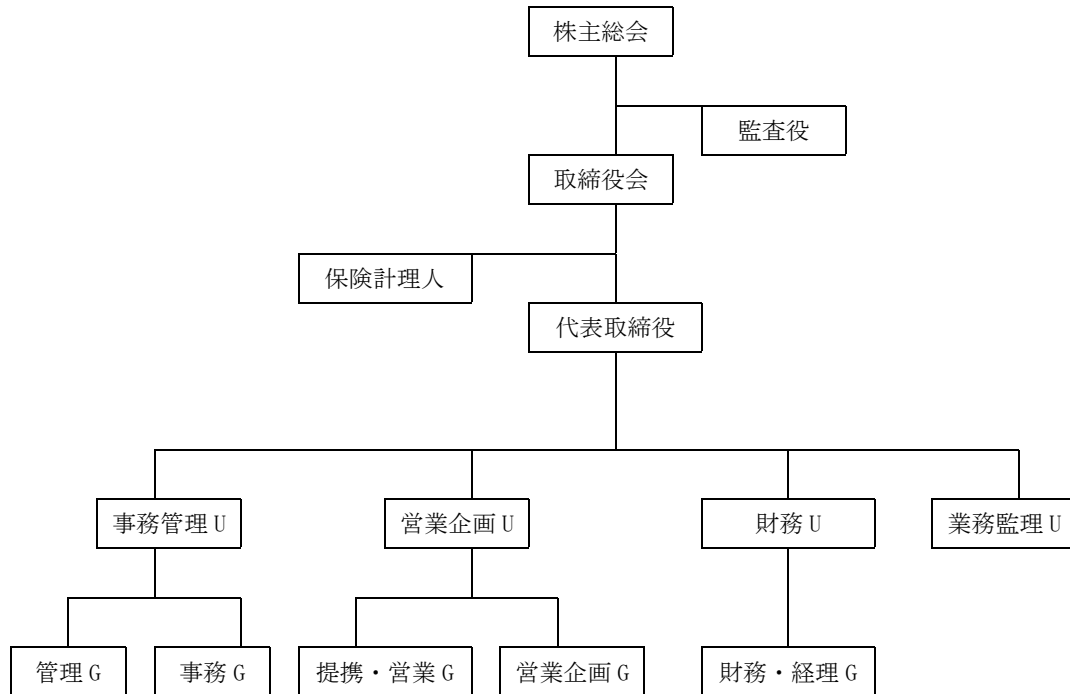 株主総会
監査役
取締役会
保険計理人
代表取締役
事務管理U
営業企画U
財務U
業務監理U
管理G
事務G
提携・営業G
営業企画G
財務・経理G